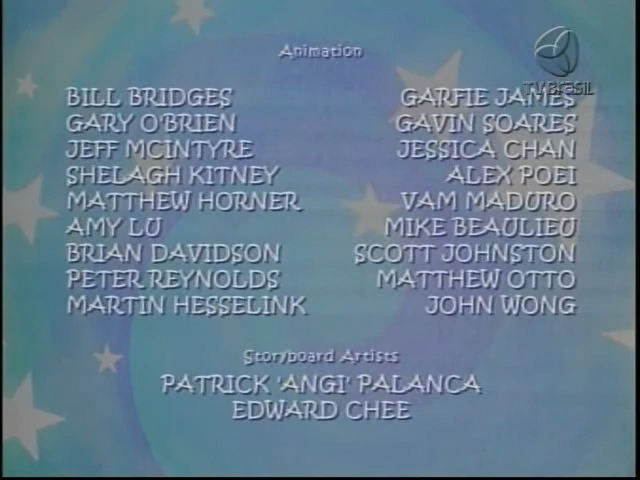 Animation
TVBrasil
BILL BRIDGES GARFIE JAMES
GARY O'BRIEN GAVIN SOARES
JEFF MCINTYRE JESSICA CHAN
SHELAGH KITNEY ALEX POEI
MATTHEW HORNER VAM MADURO
AMY LU MIKE BEAULIEU
BRIAN DAVIDSON SCOTT JOHNSTON
PETER REYNOLDS MATTHEW OTTO
MARTIN HESSELINK JOHN WONG
Storyboard Artists
PATRICK 'ANGI' PALANCA
EDWARD CHEE